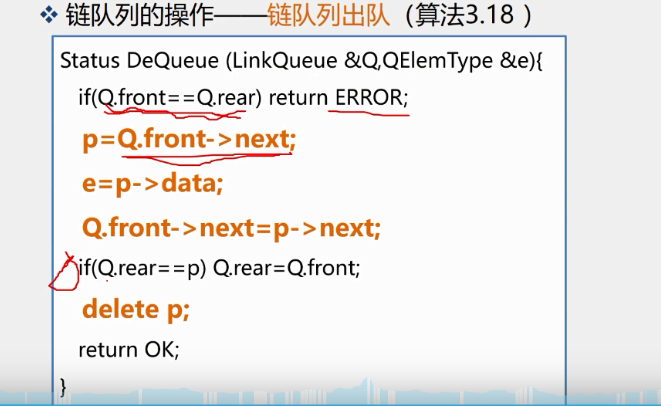 ❖ 链队列的操作——链队列出队（算法3.18 ）
Status DeQueue (LinkQueue &Q,QElemType &e){
if(Q.front==Q.rear) return ERROR;
p=Q.front->next;
e=p->data;
Q.front->next=p->next;
if(Q.rear==p) Q.rear=Q.front;
delete p;
return OK;
}